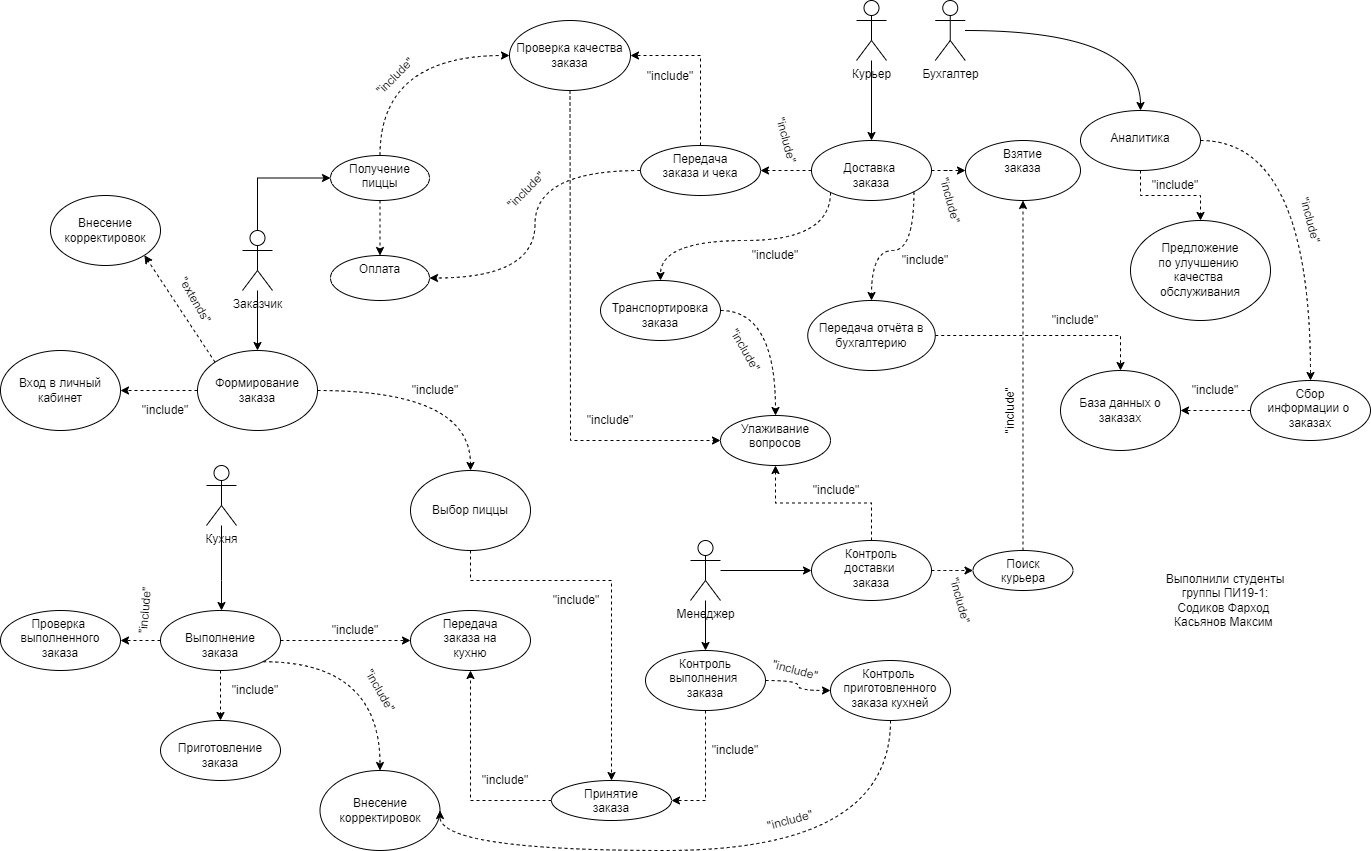 Проверка качества
заказа
"include"
"include"
Курьер
Бухгалтер
Аналитика
"include"
Передача
заказа и чека
"include"
Доставка
заказа
Взятие
заказа
"include"
Получение
пиццы
"include"
"include"
Внесение
корректировок
Оплата
"include"
"include"
"include"
Предложение
по улучшению
качества
обслуживания
Заказчик
"extends"
Транспортировка
заказа
Передача отчёта в
бухгалтерию
"include"
"include"
Вход в личный
кабинет
"include"
Формирование
заказа
"include"
"include"
Улаживание
вопросов
"include"
База данных о
заказах
"include"
Сбор
информации о
заказах
Кухня
Выбор пиццы
"include"
Контроль
доставки
заказа
"include"
Поиск
курьера
Менеджер
Выполнили студенты
группы ПИ19-1:
Содиков Фарход
Касьянов Максим
"include"
Проверка
выполненного
заказа
"include"
Выполнение
заказа
"include"
Передача
заказа на
кухню
"include"
"include"
Контроль
выполнения
заказа
"include"
Контроль
приготовленного
заказа кухней
Приготовление
заказа
"include"
"include"
Принятие
заказа
Внесение
корректировок
"include"